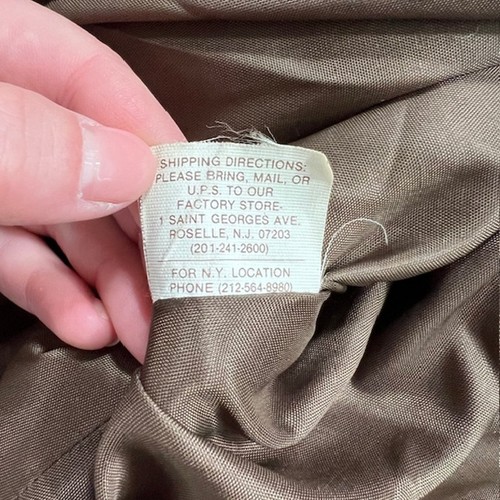 SHIPPING DIRECTIONS:
PLEASE BRING, MAIL, OR
U.P.S. TO OUR
FACTORY STORE.
1 SAINT GEORGES AVE.
ROSELLE, N.J. 07203
(201-241-2600)
FOR N.Y. LOCATION
PHONE (212-564-8980)